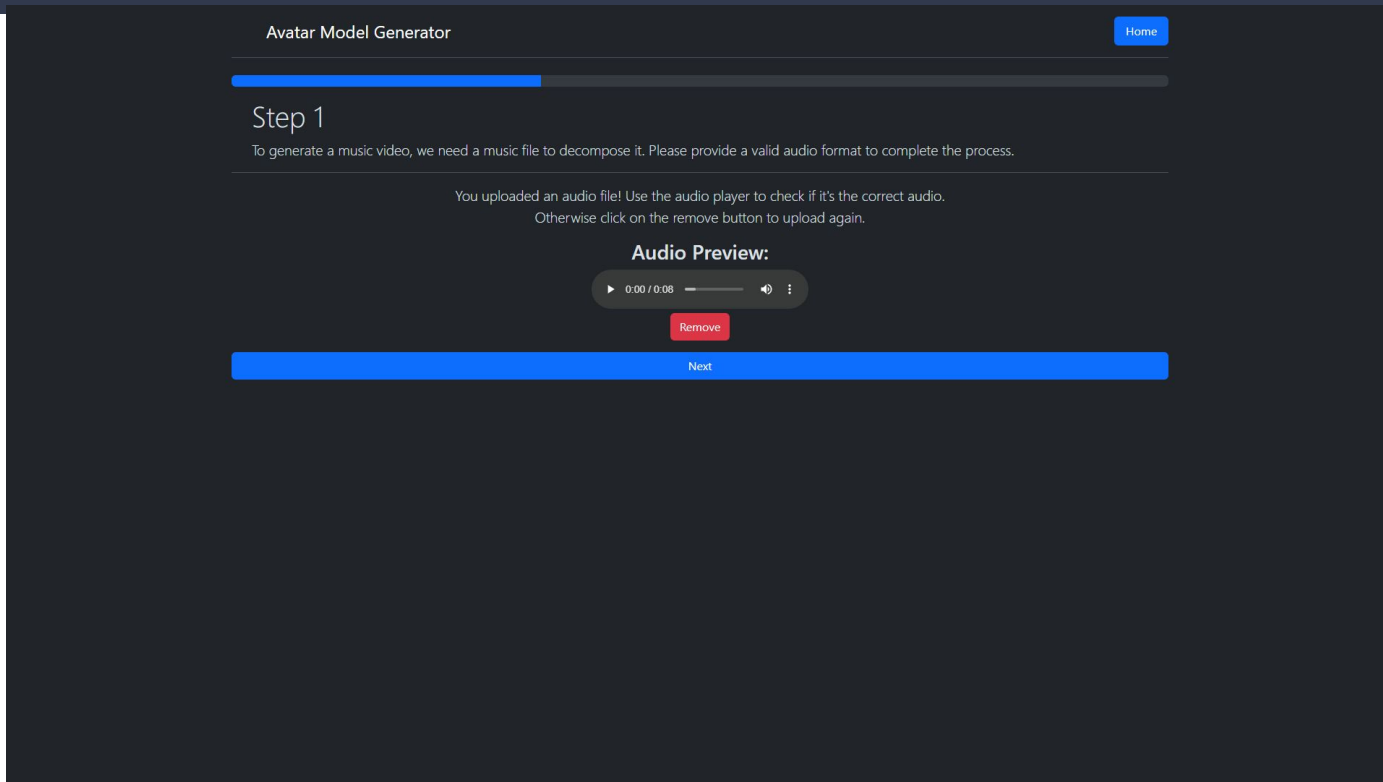 Avatar Model Generator
Home
Step 1
To generate a music video, we need a music file to decompose it. Please provide a valid audio format to complete the process.
You uploaded an audio file! Use the audio player to check if it's the correct audio.
Otherwise click on the remove button to upload again.
Audio Preview:
0:00 / 0:08
Remove
Next